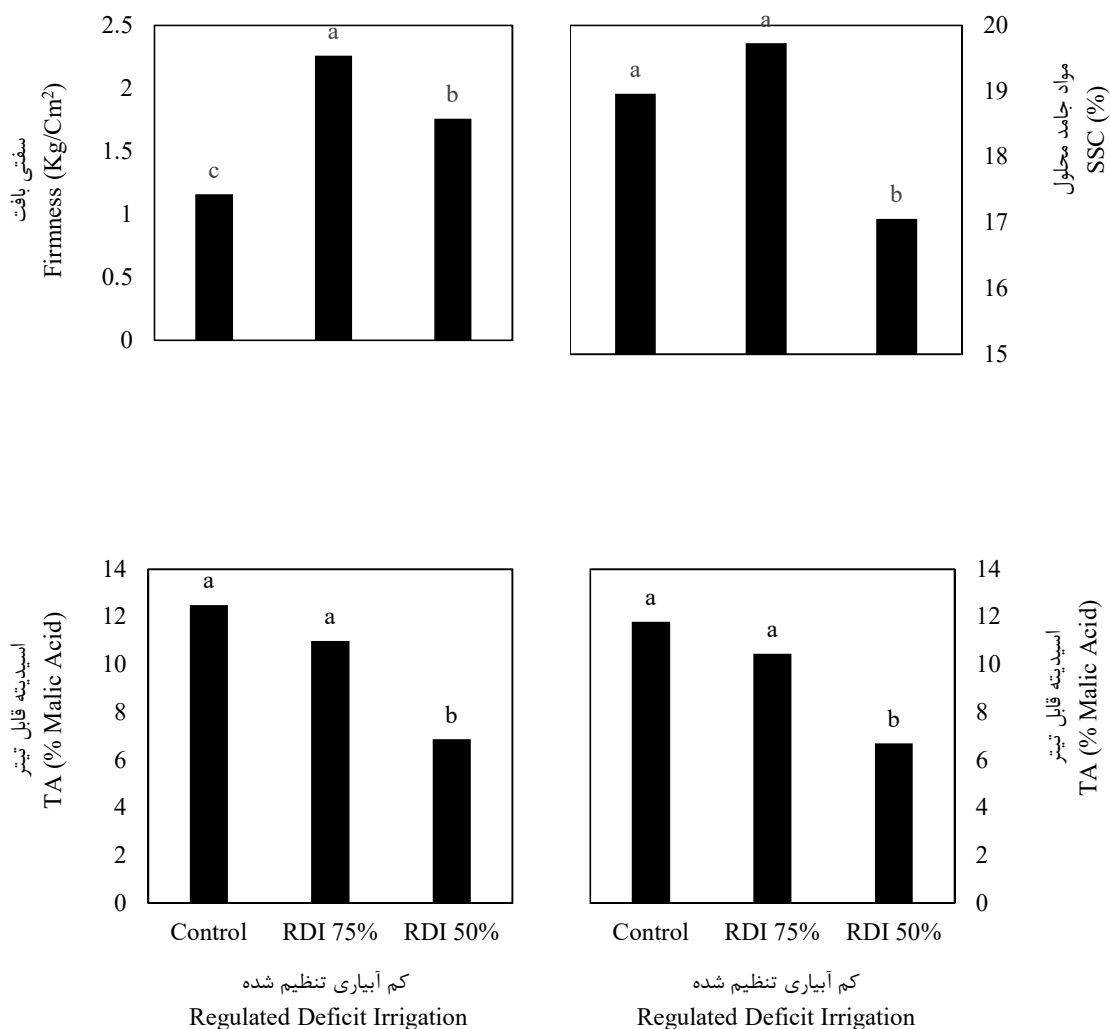 سفتی بافت
Firmness (Kg/Cm²)
2.5
2
1.5
1
0.5
0
c
a
b
a
a
b
20
19
18
17
16
15
مواد جامد محلول
SSC (%)
اسیدیته قابل تیتر
TA (% Malic Acid)
14
12
10
8
6
4
2
0
a
a
b
Control RDI 75% RDI 50%
کم آبیاری تنظیم شده
Regulated Deficit Irrigation
a
a
b
14
12
10
8
6
4
2
0
اسیدیته قابل تیتر
TA (% Malic Acid)
Control RDI 75% RDI 50%
کم آبیاری تنظیم شده
Regulated Deficit Irrigation